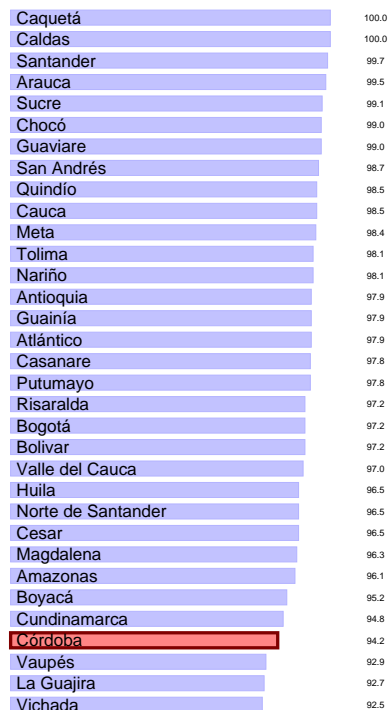 Caquetá 100.0
Caldas 100.0
Santander 99.7
Arauca 99.5
Sucre 99.1
Chocó 99.0
Guaviare 99.0
San Andrés 98.7
Quindío 98.5
Cauca 98.5
Meta 98.4
Tolima 98.1
Nariño 98.1
Antioquia 97.9
Guainía 97.9
Atlántico 97.9
Casanare 97.8
Putumayo 97.8
Risaralda 97.2
Bogotá 97.2
Bolivar 97.2
Valle del Cauca 97.0
Huila 96.5
Norte de Santander 96.5
Cesar 96.5
Magdalena 96.3
Amazonas 96.1
Boyacá 95.2
Cundinamarca 94.8
Córdoba 94.2
Vaupés 92.9
La Guajira 92.7
Vichada 92.5